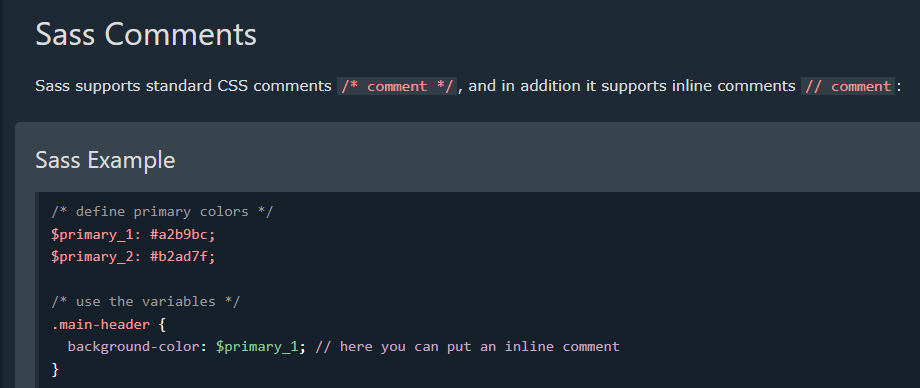 Sass Comments
Sass supports standard CSS comments /* comment */, and in addition it supports inline comments // comment:
Sass Example
/* define primary colors */
$primary_1: #a2b9bc;
$primary_2: #b2ad7f;
/* use the variables */
.main-header {
  background-color: $primary_1; // here you can put an inline comment
}